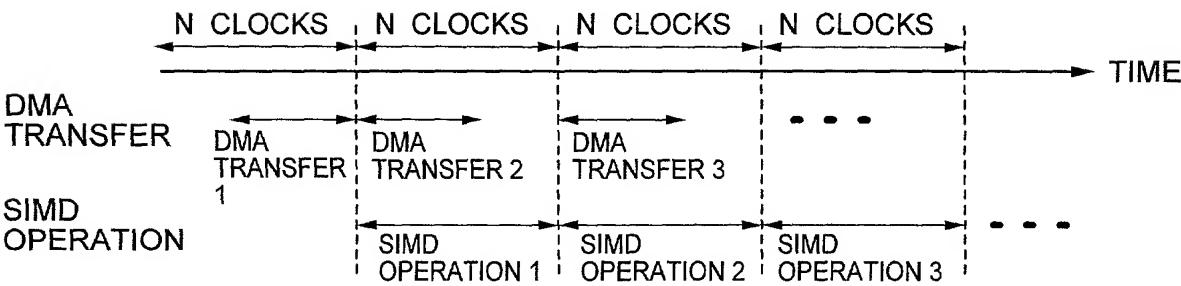 N CLOCKS N CLOCKS N CLOCKS N CLOCKS
TIME
DMA
TRANSFER
DMA
TRANSFER
1
DMA
TRANSFER 2
DMA
TRANSFER 3
SIMD
OPERATION
SIMD
OPERATION 1
SIMD
OPERATION 2
SIMD
OPERATION 3